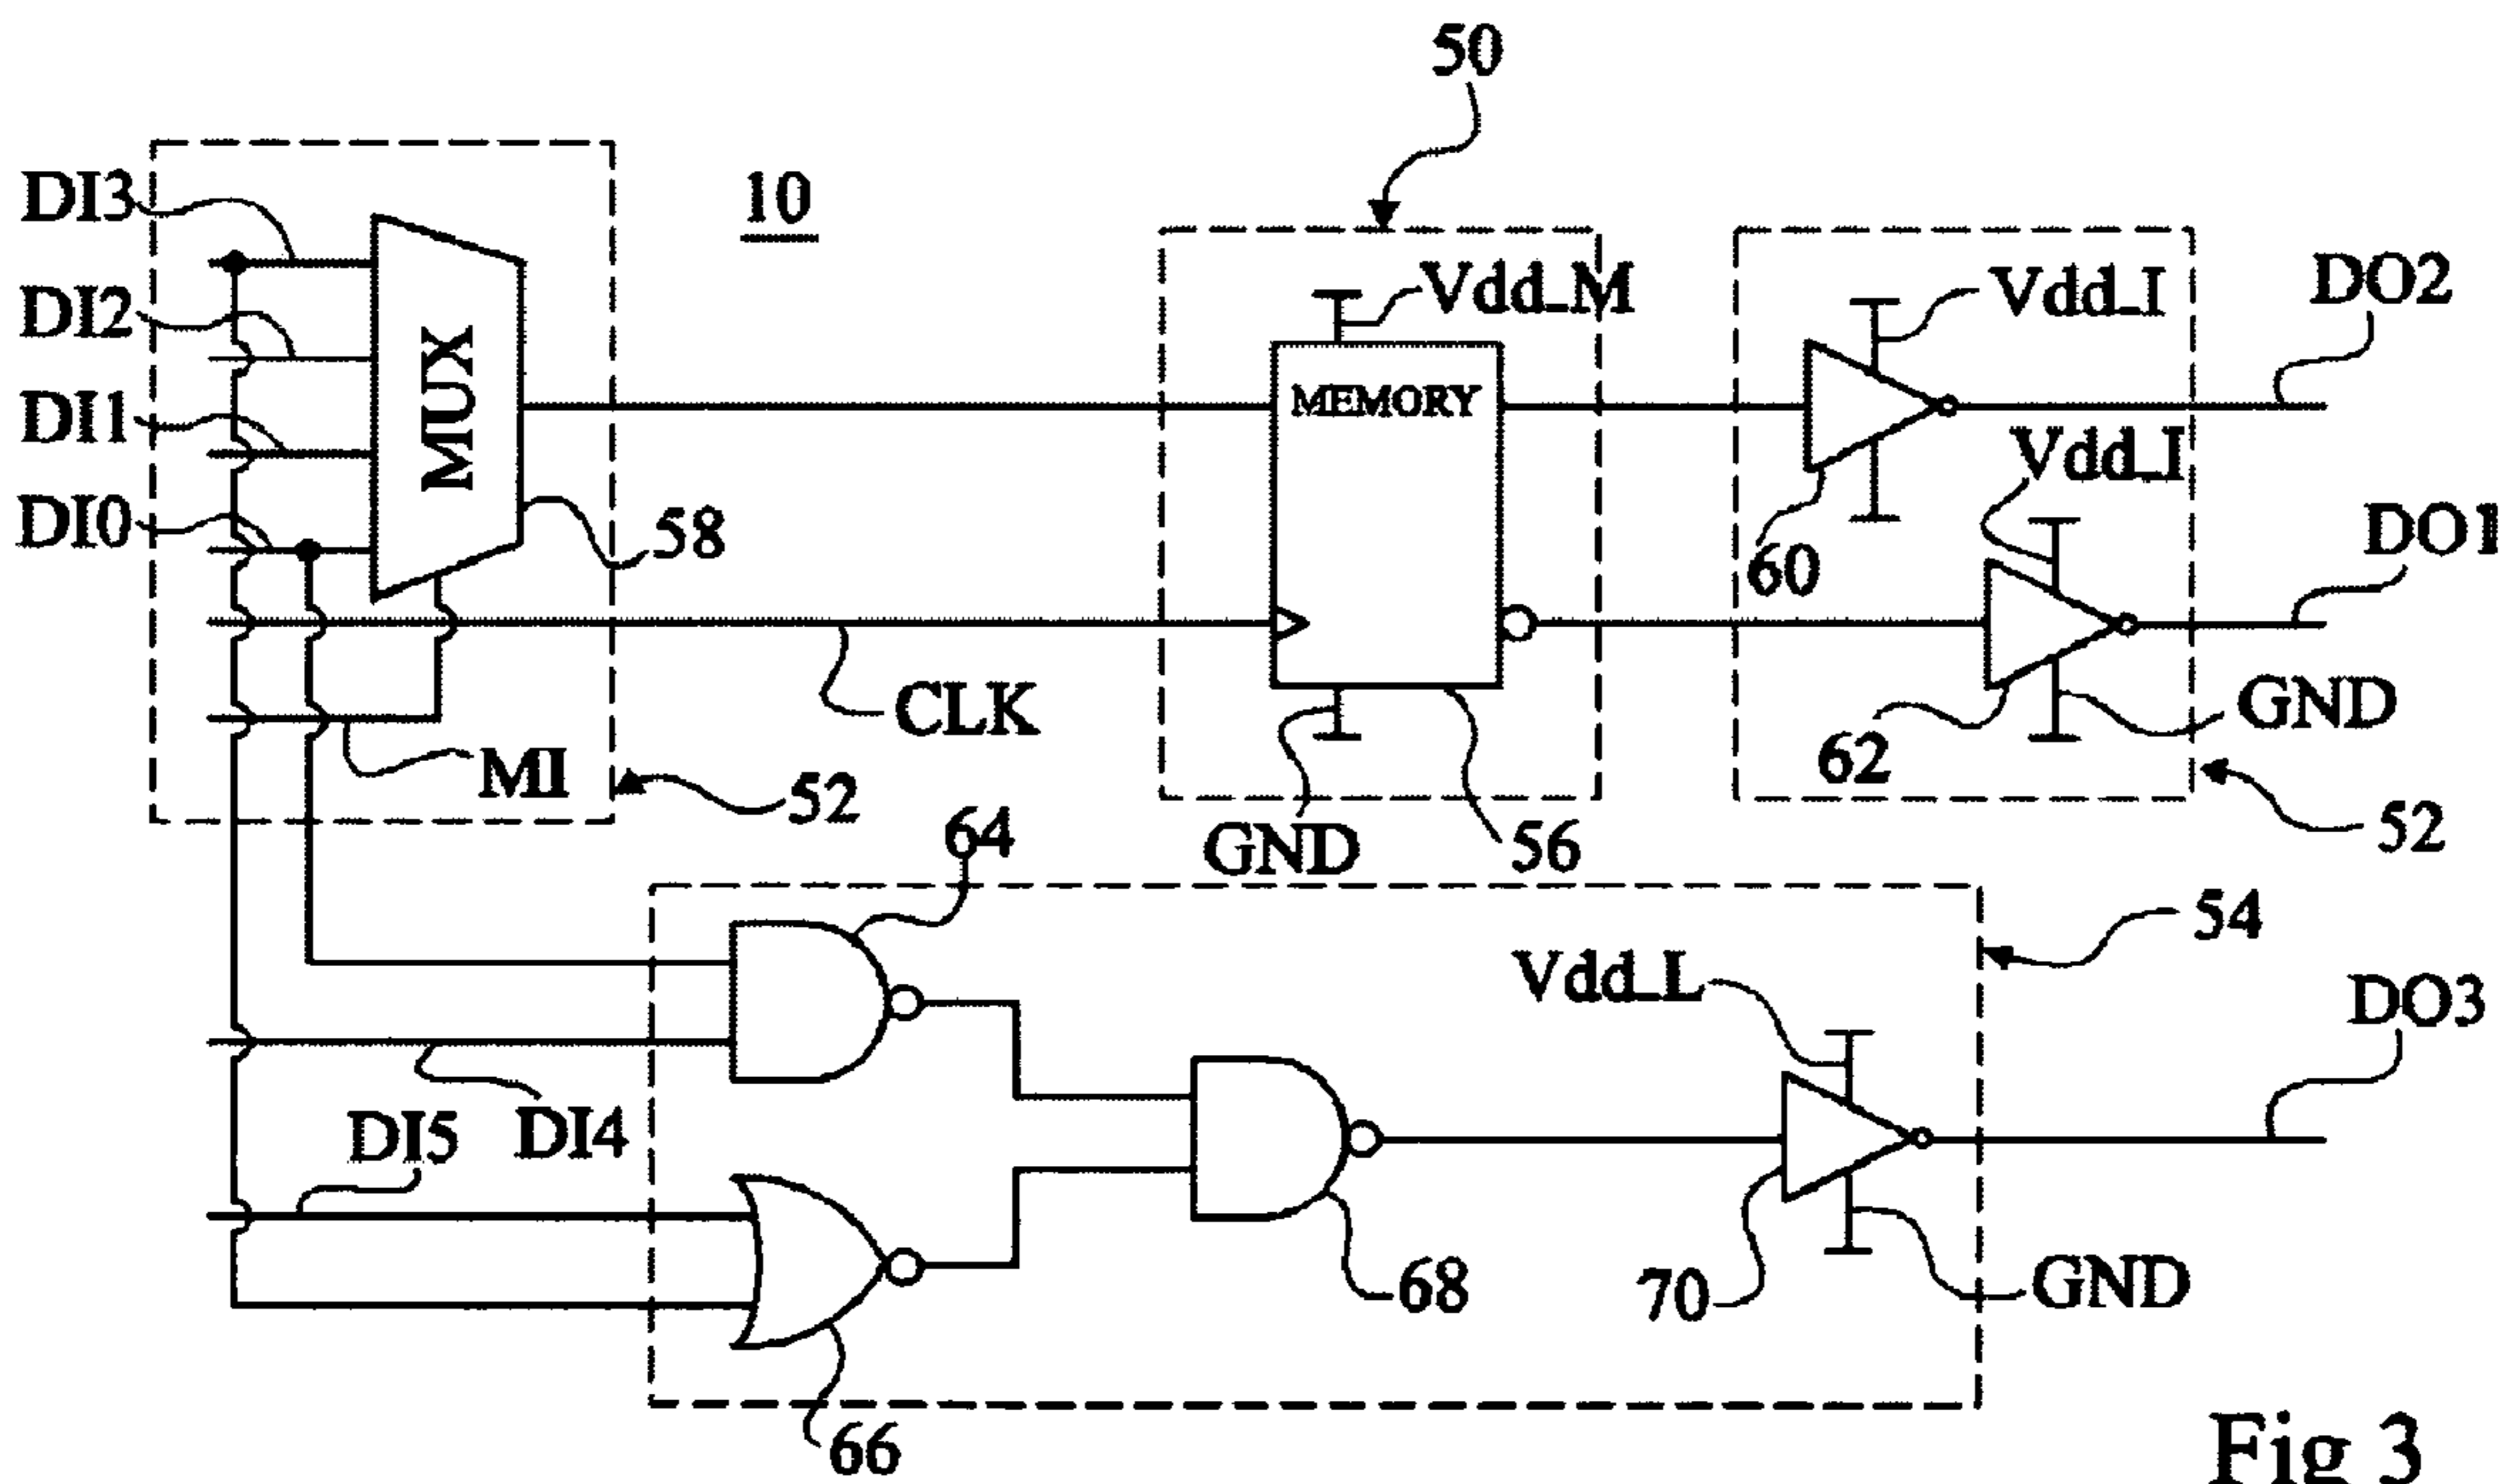 50
DI3
10
DI2
Vdd_M
Vdd_I
DO2
DI1
MUX
MEMORY
Vdd_I
DI0
58
60
DO1
CLK
GND
MI
62
52
64
GND
56
52
54
Vdd_L
DO3
DI5
DI4
68
70
GND
66
Fig 3